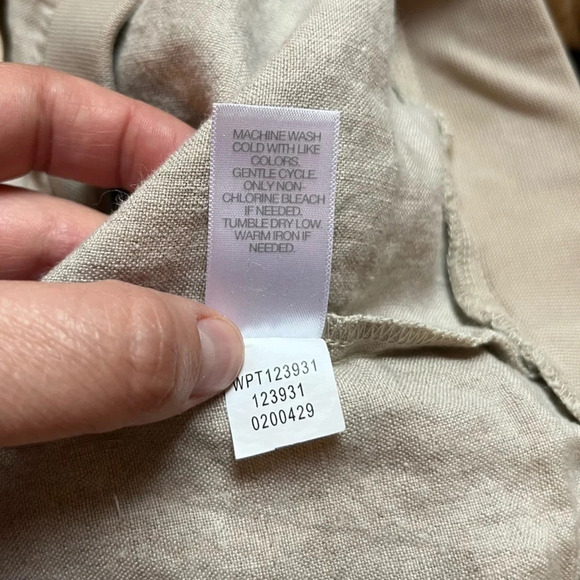 MACHINE WASH
COLD WITH LIKE
COLORS.
GENTLE CYCLE.
ONLY NON-
CHLORINE BLEACH
IF NEEDED.
TUMBLE DRY LOW.
WARM IRON IF
NEEDED.
WPT123931
123931
0200429